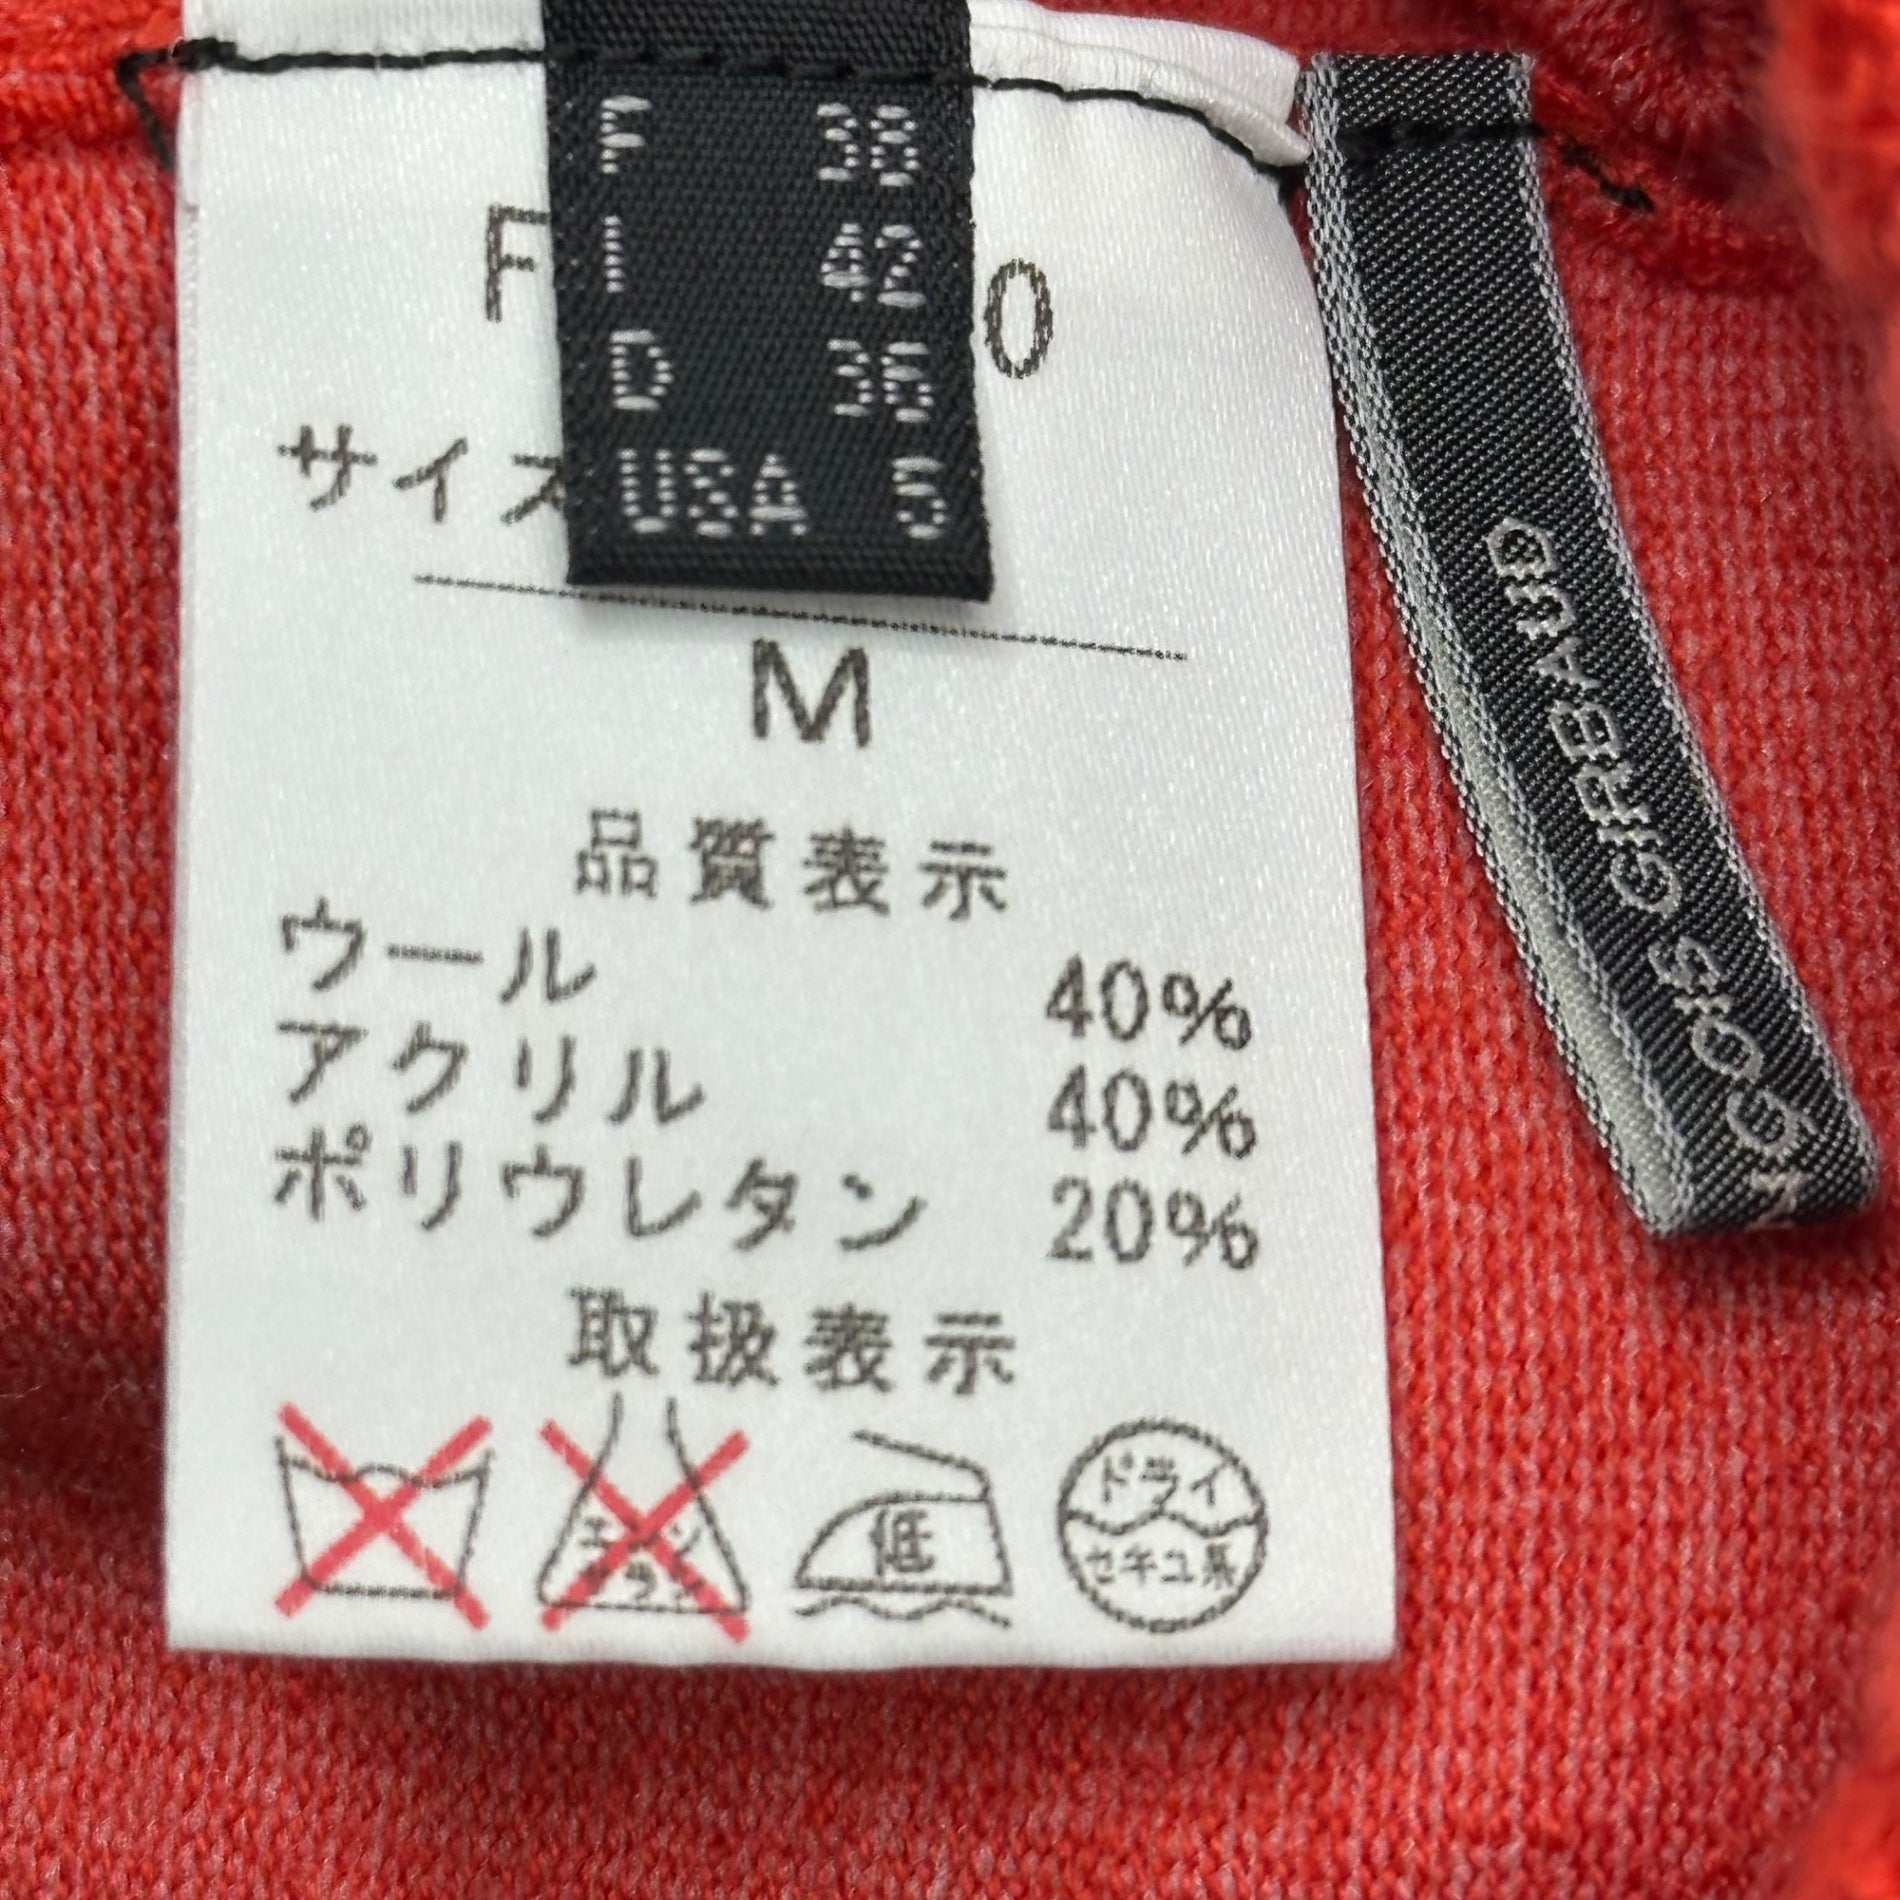 F 38
I 42
D 36
USA 5
F
0
サイズ
M
品質表示
ウール 40%
アクリル 40%
ポリウレタン 20%
取扱表示
低
ドライ
セキユ系
GIRBAUD